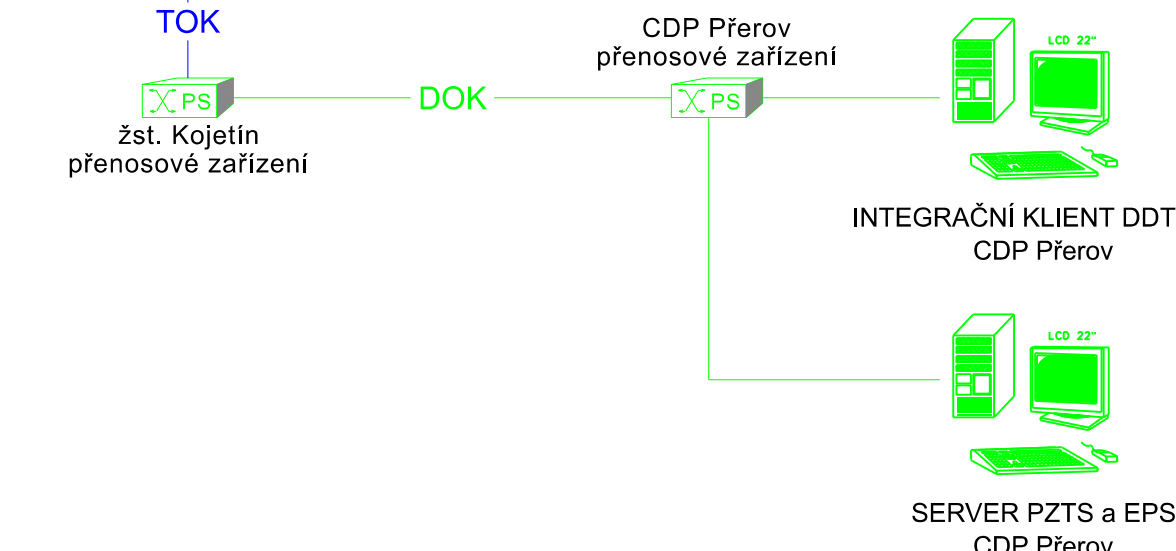 TOK
CDP Přerov
přenosové zařízení
LCD 22"
PS
DOK
PS
žst. Kojetín
přenosové zařízení
INTEGRAČNÍ KLIENT DDT
CDP Přerov
LCD 22"
SERVER PZTS a EPS
CDP Přerov